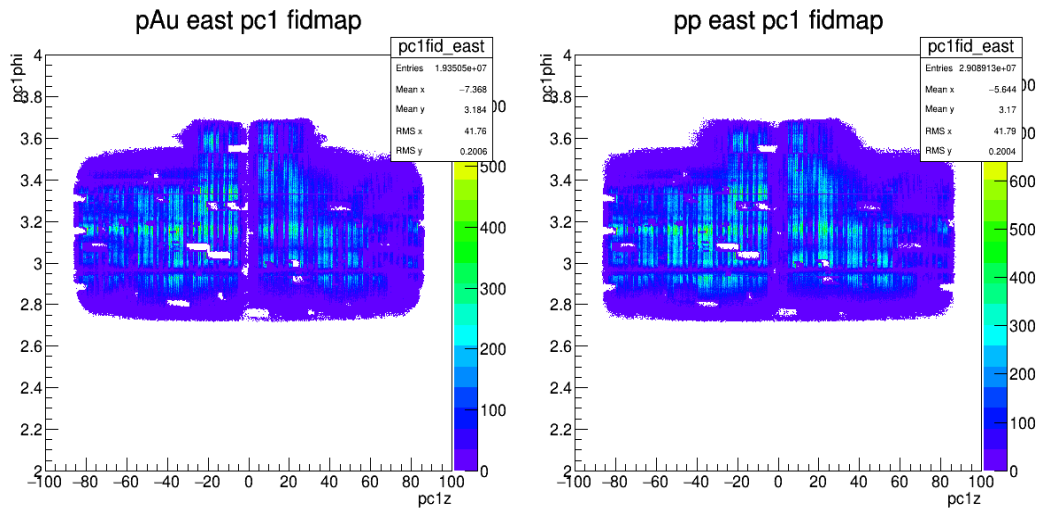 pAu east pc1 fidmap
pc1phi
4
3.8
3.6
3.4
3.2
3
2.8
2.6
2.4
2.2
2
−100 −80 −60 −40 −20 0 20 40 60 80 100
pc1z
pc1fid_east
Entries 1.93505e+07
Mean x −7.368
Mean y 3.184
RMS x 41.76
RMS y 0.2006
500
400
300
200
100
0
pp east pc1 fidmap
pc1phi
4
3.8
3.6
3.4
3.2
3
2.8
2.6
2.4
2.2
2
−100 −80 −60 −40 −20 0 20 40 60 80 100
pc1z
pc1fid_east
Entries 2.908913e+07
Mean x −5.644
Mean y 3.17
RMS x 41.79
RMS y 0.2004
600
500
400
300
200
100
0